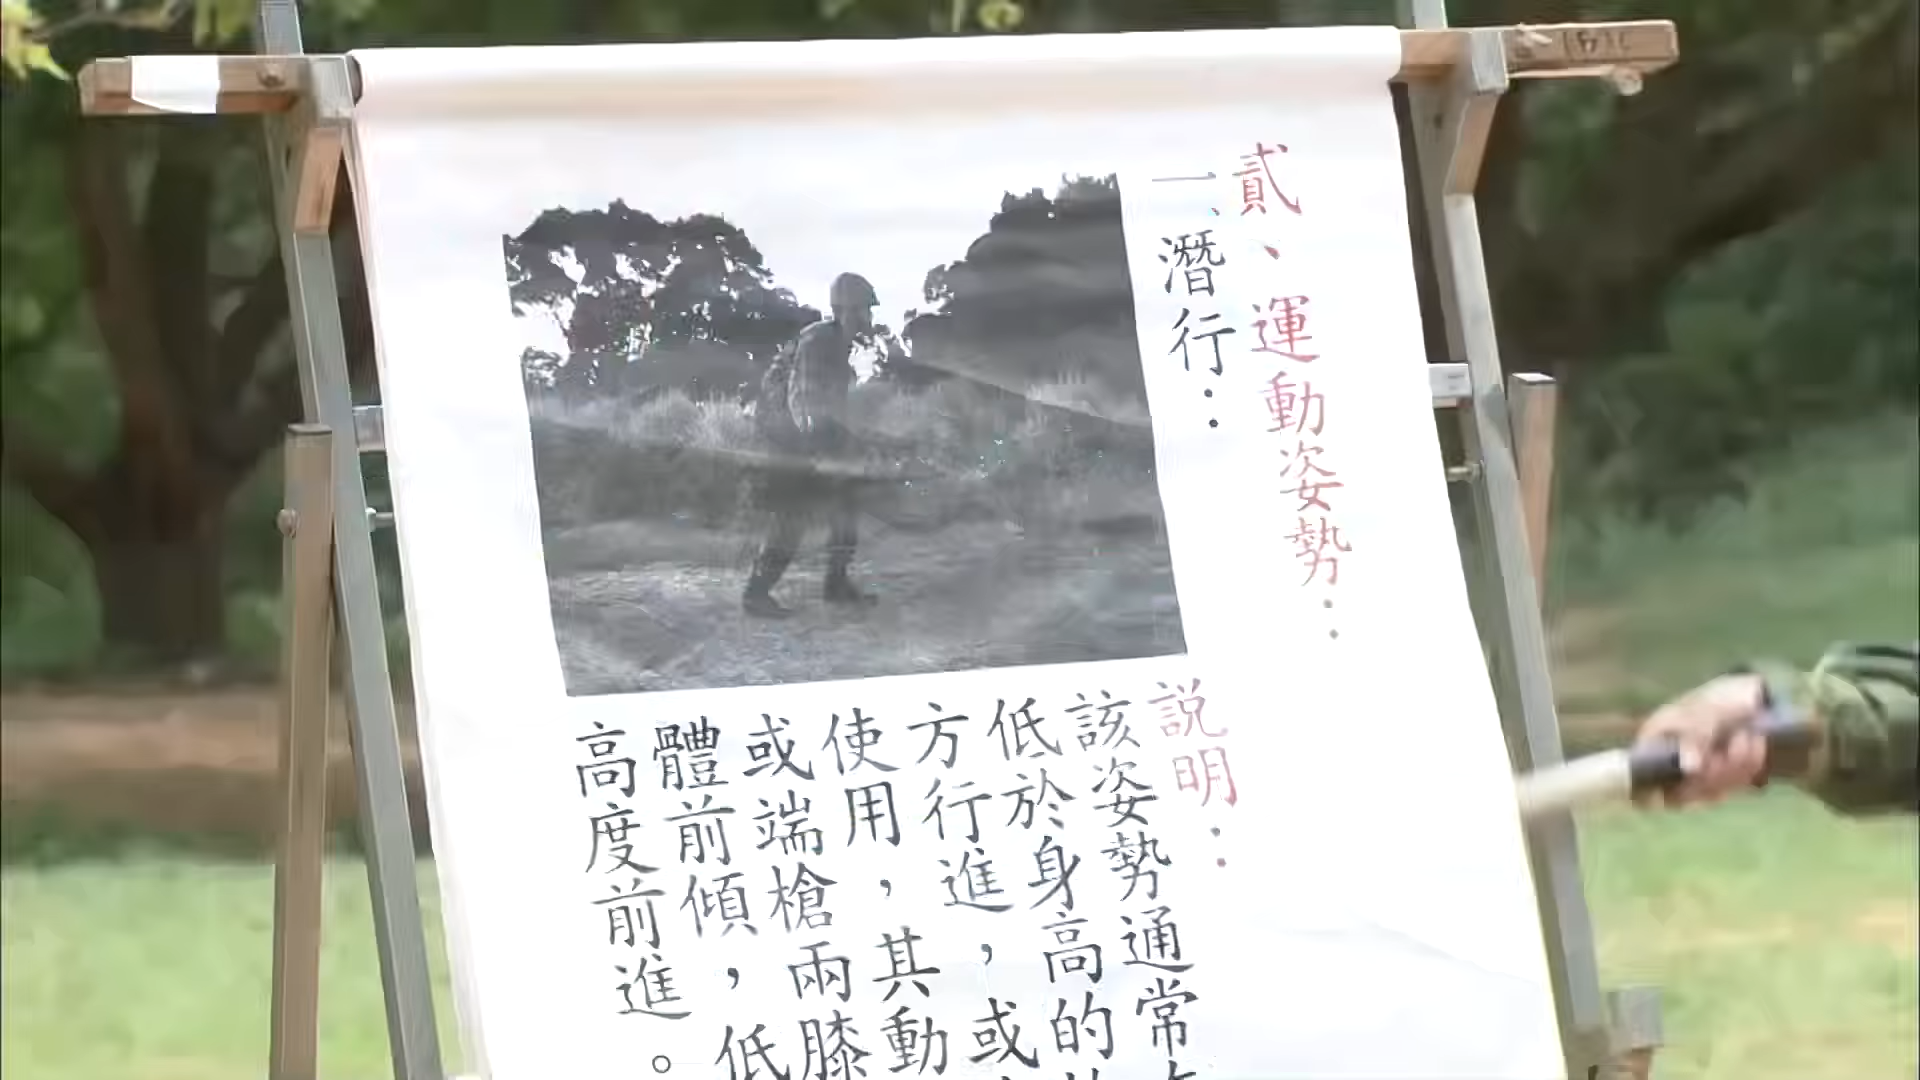 貳、運動姿勢：
一、潛行：
說明：
該姿勢通常
低於身高的
方行進，或
使用，其動
或端槍，兩膝
體前傾，低
高度前進。